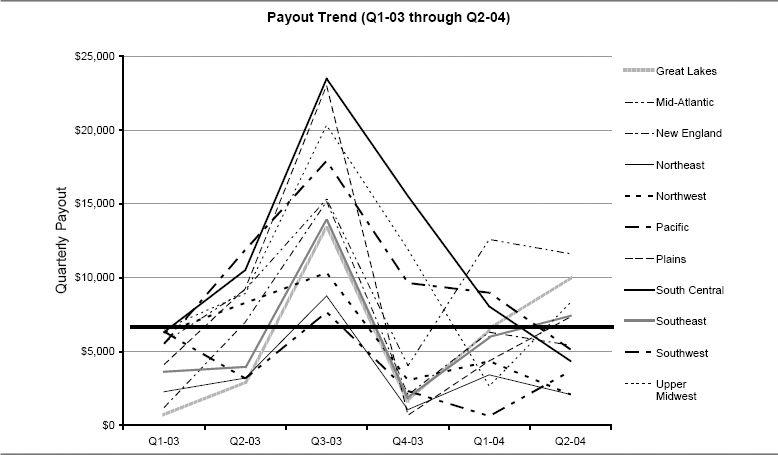 Payout Trend (Q1-03 through Q2-04)
$25,000
$20,000
$15,000
$10,000
$5,000
$0
Quarterly Payout
Q1-03
Q2-03
Q3-03
Q4-03
Q1-04
Q2-04
Great Lakes
Mid-Atlantic
New England
Northeast
Northwest
Pacific
Plains
South Central
Southeast
Southwest
Upper
Midwest